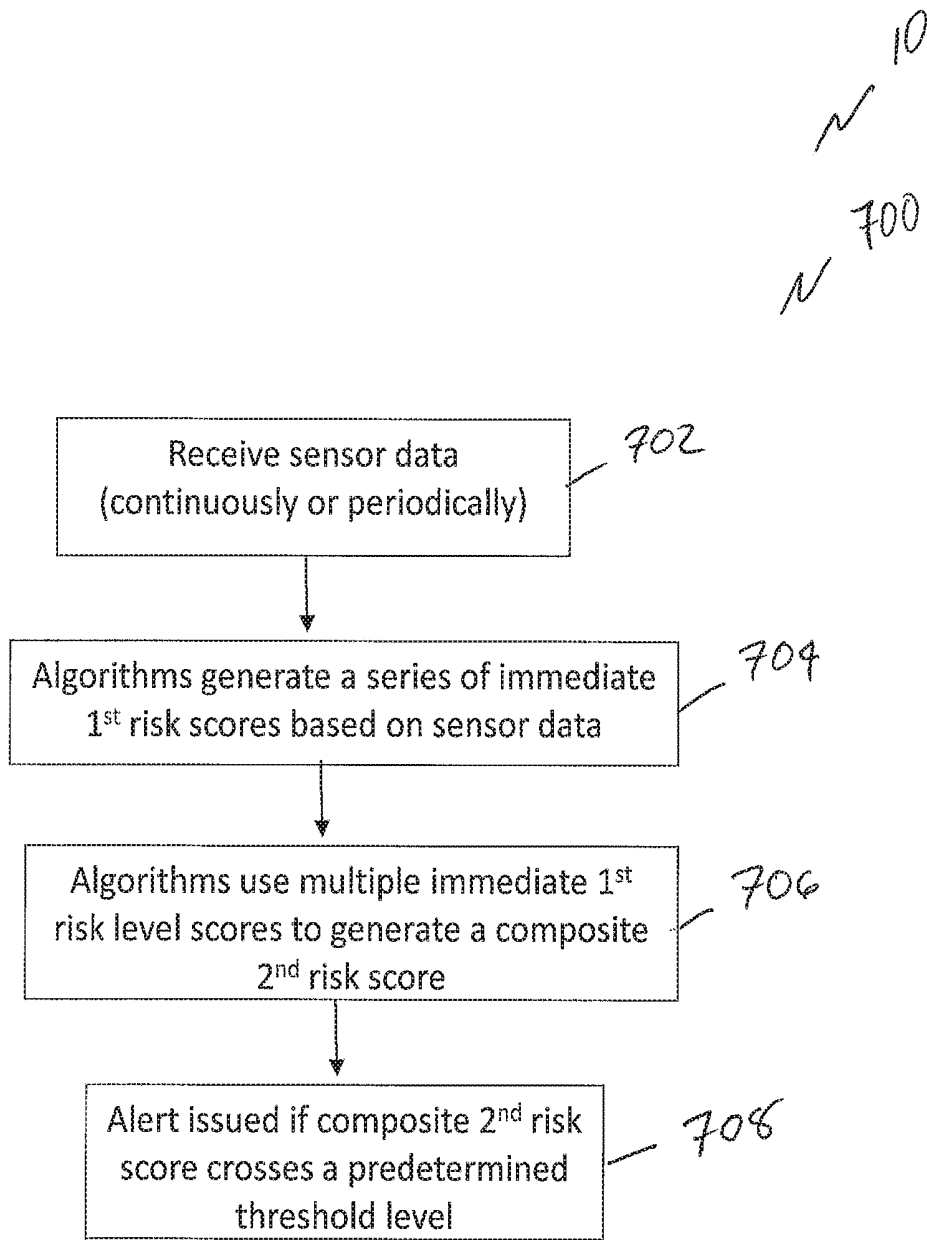 10
700
Receive sensor data
(continuously or periodically)
702
Algorithms generate a series of immediate
1st risk scores based on sensor data
704
Algorithms use multiple immediate 1st
risk level scores to generate a composite
2nd risk score
706
Alert issued if composite 2nd risk
score crosses a predetermined
threshold level
708